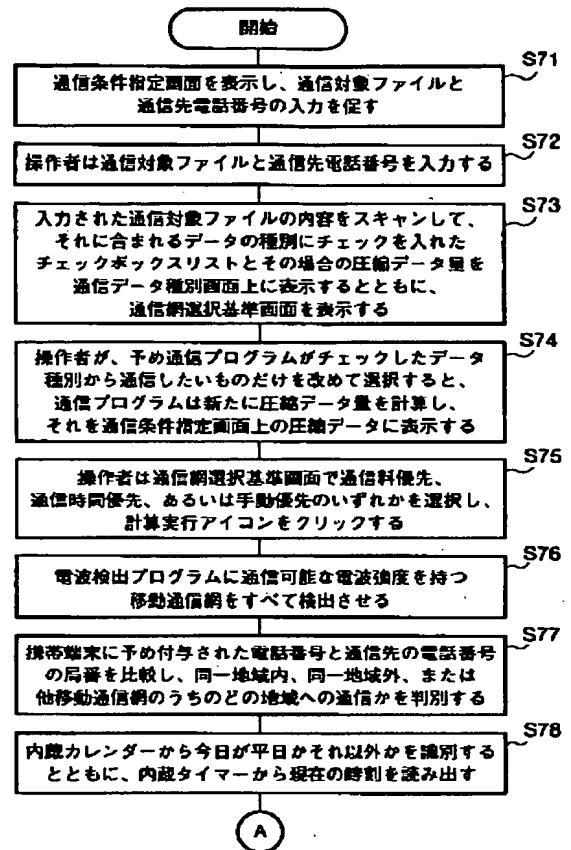 開始
S71
通信条件指定画面を表示し、通信対象ファイルと
通信先電話番号の入力を促す
S72
操作者は通信対象ファイルと通信先電話番号を入力する
S73
入力された通信対象ファイルの内容をスキャンして、
それに含まれるデータの種別にチェックを入れた
チェックボックスリストとその場合の圧縮データ量を
通信データ種別画面上に表示するとともに、
通信網選択基準画面を表示する
S74
操作者が、予め通信プログラムがチェックしたデータ
種別から通信したいものだけを改めて選択すると、
通信プログラムは新たに圧縮データ量を計算し、
それを通信条件指定画面上の圧縮データに表示する
S75
操作者は通信網選択基準画面で通信料優先、
通信時間優先、あるいは手動優先のいずれかを選択し、
計算実行アイコンをクリックする
S76
電波検出プログラムに通信可能な電波強度を持つ
移動通信網をすべて検出させる
S77
携帯端末に予め付与された電話番号と通信先の電話番号
の局番を比較し、同一地域内、同一地域外、または
他移動通信網のうちのどの地域への通信かを判別する
S78
内蔵カレンダーから今日が平日かそれ以外かを識別する
とともに、内蔵タイマーから現在の時刻を読み出す
A